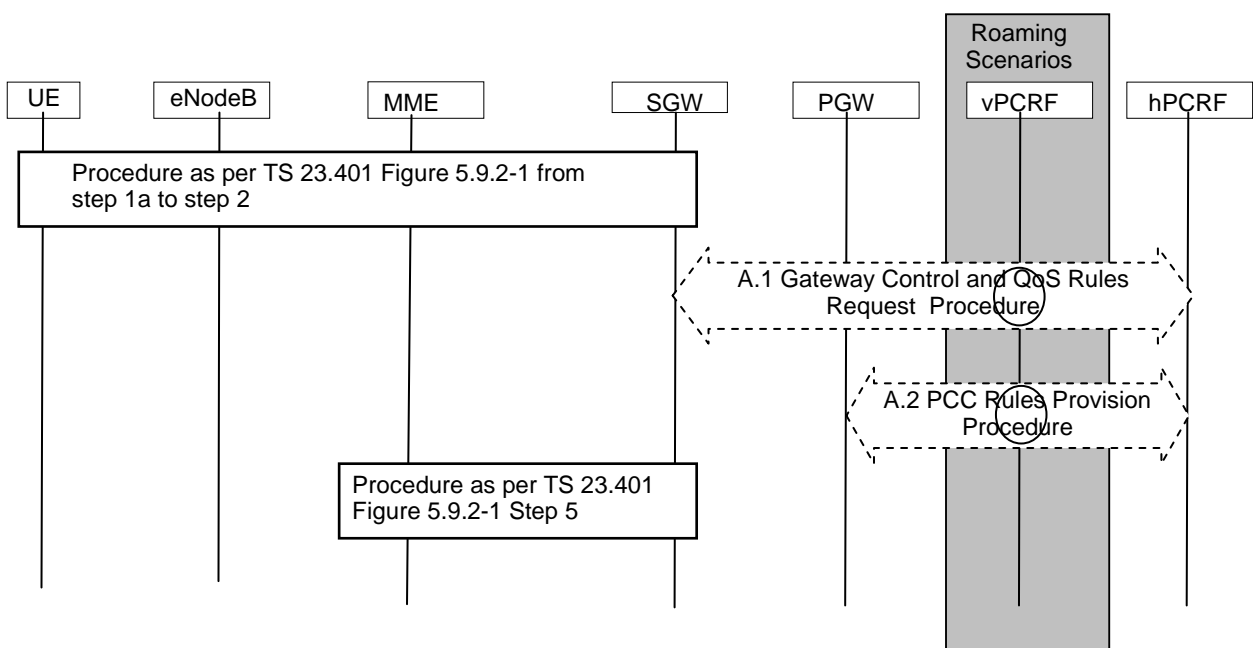 Roaming
Scenarios
UE
eNodeB
MME
SGW
PGW
vPCRF
hPCRF
Procedure as per TS 23.401 Figure 5.9.2-1 from
step 1a to step 2
A.1 Gateway Control and QoS Rules
Request Procedure
A.2 PCC Rules Provision
Procedure
Procedure as per TS 23.401
Figure 5.9.2-1 Step 5